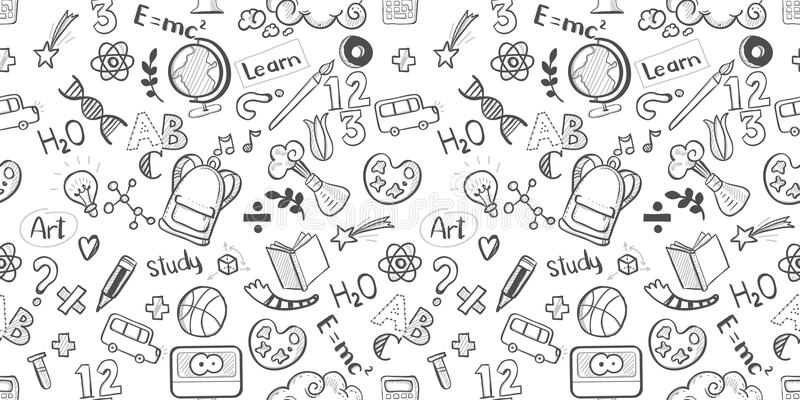 E=mc²
Learn
12
3
H₂O
AB
C
Art
study
?
H₂O
AB
C
E=mc²
12
E=mc²
Learn
12
3
H₂O
AB
C
Art
study
?
H₂O
AB
C
E=mc²
12
3